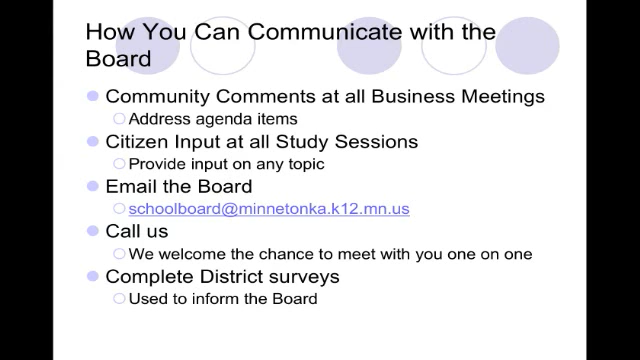 How You Can Communicate with the
Board
Community Comments at all Business Meetings
Address agenda items
Citizen Input at all Study Sessions
Provide input on any topic
Email the Board
schoolboard@minnetonka.k12.mn.us
Call us
We welcome the chance to meet with you one on one
Complete District surveys
Used to inform the Board